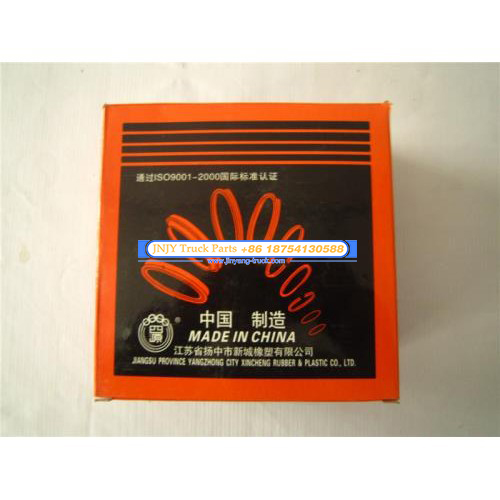 通过ISO9001-2000国际标准认证
JNJY Truck Parts +86 18754130588
www.jinyang-truck.com
中国 制造
MADE IN CHINA
江苏省扬中市新城橡塑有限公司
JIANGSU PROVINCE YANGZHONG CITY XINCHENG RUBBER & PLASTIC CO., LTD.